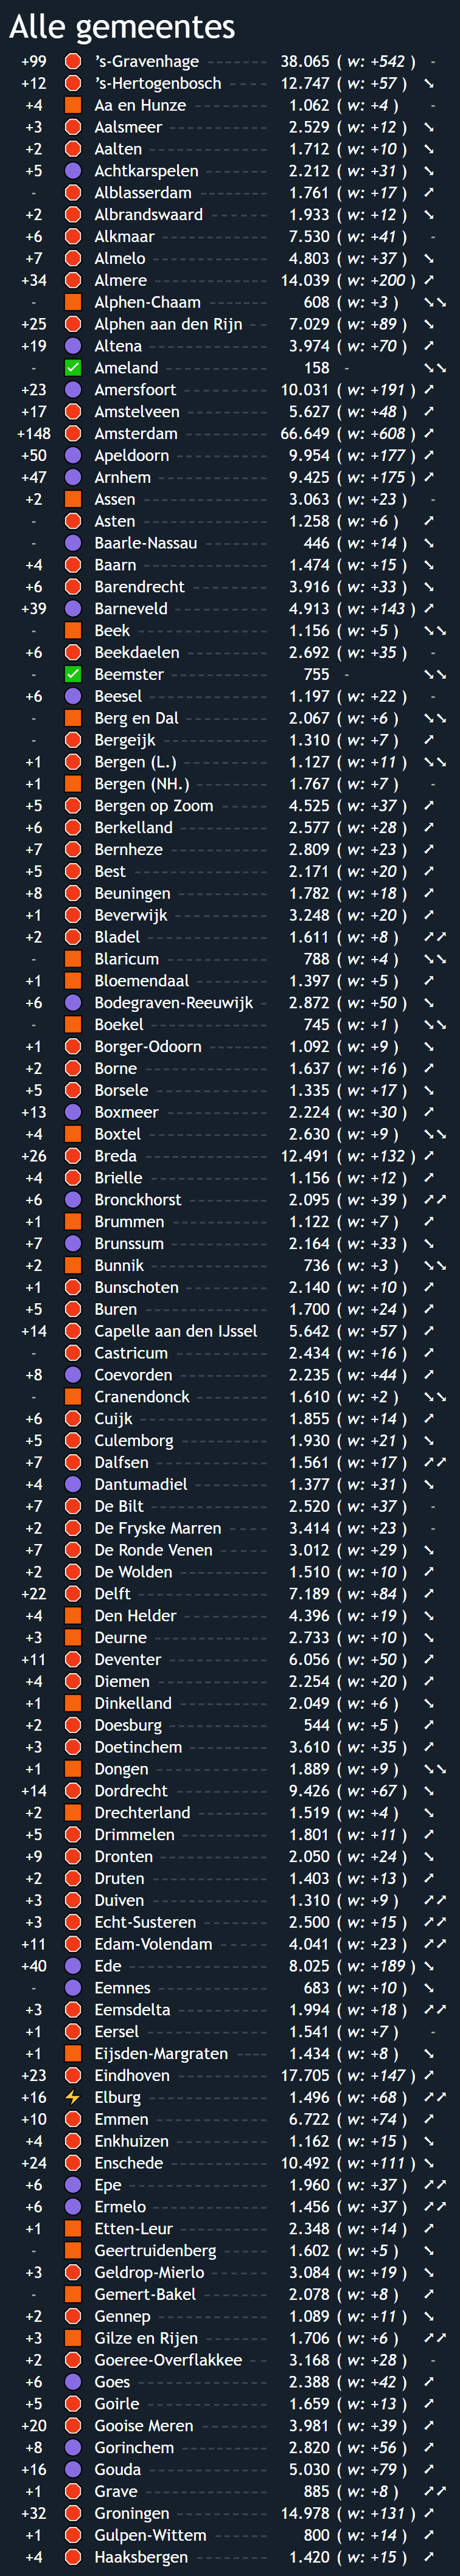 Alle gemeentes
+99 's-Gravenhage 38.065 ( w: +542 ) -
+12 's-Hertogenbosch 12.747 ( w: +57 ) ↘
+4 Aa en Hunze 1.062 ( w: +4 ) -
+3 Aalsmeer 2.529 ( w: +12 ) ↘
+2 Aalten 1.712 ( w: +10 ) ↘
+5 Achtkarspelen 2.212 ( w: +31 ) ↘
- Alblasserdam 1.761 ( w: +17 ) ↗
+2 Albrandswaard 1.933 ( w: +12 ) ↘
+6 Alkmaar 7.530 ( w: +41 ) -
+7 Almelo 4.803 ( w: +37 ) ↘
+34 Almere 14.039 ( w: +200 ) ↗
- Alphen-Chaam 608 ( w: +3 ) ↘↘
+25 Alphen aan den Rijn 7.029 ( w: +89 ) ↘
+19 Altena 3.974 ( w: +70 ) ↗
- ✓ Ameland 158 - ↘↘
+23 Amersfoort 10.031 ( w: +191 ) ↗
+17 Amstelveen 5.627 ( w: +48 ) ↗
+148 Amsterdam 66.649 ( w: +608 ) ↗
+50 Apeldoorn 9.954 ( w: +177 ) ↗
+47 Arnhem 9.425 ( w: +175 ) ↗
+2 Assen 3.063 ( w: +23 ) -
- Asten 1.258 ( w: +6 ) ↗
- Baarle-Nassau 446 ( w: +14 ) ↘
+4 Baarn 1.474 ( w: +15 ) ↘
+6 Barendrecht 3.916 ( w: +33 ) ↘
+39 Barneveld 4.913 ( w: +143 ) ↗
- Beek 1.156 ( w: +5 ) ↘↘
+6 Beekdaelen 2.692 ( w: +35 ) -
- ✓ Beemster 755 - ↘↘
+6 Beesel 1.197 ( w: +22 ) -
- Berg en Dal 2.067 ( w: +6 ) ↘↘
- Bergeijk 1.310 ( w: +7 ) ↗
+1 Bergen (L.) 1.127 ( w: +11 ) ↘↘
+1 Bergen (NH.) 1.767 ( w: +7 ) -
+5 Bergen op Zoom 4.525 ( w: +37 ) ↗
+6 Berkelland 2.577 ( w: +28 ) ↗
+7 Bernheze 2.809 ( w: +23 ) ↗
+5 Best 2.171 ( w: +20 ) ↗
+8 Beuningen 1.782 ( w: +18 ) ↗
+1 Beverwijk 3.248 ( w: +20 ) ↗
+2 Bladel 1.611 ( w: +8 ) ↗↗
- Blaricum 788 ( w: +4 ) ↘↘
+1 Bloemendaal 1.397 ( w: +5 ) ↗
+6 Bodegraven-Reeuwijk 2.872 ( w: +50 ) ↘
- Boekel 745 ( w: +1 ) ↘↘
+1 Borger-Odoorn 1.092 ( w: +9 ) ↘
+2 Borne 1.637 ( w: +16 ) ↗
+5 Borsele 1.335 ( w: +17 ) ↘
+13 Boxmeer 2.224 ( w: +30 ) ↗
+4 Boxtel 2.630 ( w: +9 ) ↘↘
+26 Breda 12.491 ( w: +132 ) ↗
+4 Brielle 1.156 ( w: +12 ) ↗
+6 Bronckhorst 2.095 ( w: +39 ) ↗↗
+1 Brummen 1.122 ( w: +7 ) ↗
+7 Brunssum 2.164 ( w: +33 ) ↘
+2 Bunnik 736 ( w: +3 ) ↘↘
+1 Bunschoten 2.140 ( w: +10 ) ↗
+5 Buren 1.700 ( w: +24 ) ↗
+14 Capelle aan den IJssel 5.642 ( w: +57 ) ↗
- Castricum 2.434 ( w: +16 ) ↗
+8 Coevorden 2.235 ( w: +44 ) ↗
- Cranendonck 1.610 ( w: +2 ) ↘↘
+6 Cuijk 1.855 ( w: +14 ) ↗
+5 Culemborg 1.930 ( w: +21 ) ↘
+7 Dalfsen 1.561 ( w: +17 ) ↗↗
+4 Dantumadiel 1.377 ( w: +31 ) ↘
+7 De Bilt 2.520 ( w: +37 ) -
+2 De Fryske Marren 3.414 ( w: +23 ) -
+7 De Ronde Venen 3.012 ( w: +29 ) ↘
+2 De Wolden 1.510 ( w: +10 ) ↗
+22 Delft 7.189 ( w: +84 ) ↗
+4 Den Helder 4.396 ( w: +19 ) ↘
+3 Deurne 2.733 ( w: +10 ) ↘
+11 Deventer 6.056 ( w: +50 ) ↗
+4 Diemen 2.254 ( w: +20 ) ↗
+1 Dinkelland 2.049 ( w: +6 ) ↘
+2 Doesburg 544 ( w: +5 ) ↗
+3 Doetinchem 3.610 ( w: +35 ) ↗
+1 Dongen 1.889 ( w: +9 ) ↘↘
+14 Dordrecht 9.426 ( w: +67 ) ↘
+2 Drechterland 1.519 ( w: +4 ) ↘
+5 Drimmelen 1.801 ( w: +11 ) ↗
+9 Dronten 2.050 ( w: +24 ) ↘
+2 Druten 1.403 ( w: +13 ) ↗
+3 Duiven 1.310 ( w: +9 ) ↗↗
+3 Echt-Susteren 2.500 ( w: +15 ) ↗↗
+11 Edam-Volendam 4.041 ( w: +23 ) ↗↗
+40 Ede 8.025 ( w: +189 ) ↘
- Eemnes 683 ( w: +10 ) ↘
+3 Eemsdelta 1.994 ( w: +18 ) ↗↗
+1 Eersel 1.541 ( w: +7 ) -
+1 Eijsden-Margraten 1.434 ( w: +8 ) ↘
+23 Eindhoven 17.705 ( w: +147 ) ↗
+16 Elburg 1.496 ( w: +68 ) ↗↗
+10 Emmen 6.722 ( w: +74 ) ↗
+4 Enkhuizen 1.162 ( w: +15 ) ↘
+24 Enschede 10.492 ( w: +111 ) ↘
+6 Epe 1.960 ( w: +37 ) ↗↗
+6 Ermelo 1.456 ( w: +37 ) ↗↗
+1 Etten-Leur 2.348 ( w: +14 ) ↗
- Geertruidenberg 1.602 ( w: +5 ) ↘
+3 Geldrop-Mierlo 3.084 ( w: +19 ) ↘
- Gemert-Bakel 2.078 ( w: +8 ) ↗
+2 Gennep 1.089 ( w: +11 ) ↘
+3 Gilze en Rijen 1.706 ( w: +6 ) ↗↗
+2 Goeree-Overflakkee 3.168 ( w: +28 ) -
+6 Goes 2.388 ( w: +42 ) ↗
+5 Goirle 1.659 ( w: +13 ) ↗
+20 Gooise Meren 3.981 ( w: +39 ) ↗
+8 Gorinchem 2.820 ( w: +56 ) ↗
+16 Gouda 5.030 ( w: +79 ) ↗
+1 Grave 885 ( w: +8 ) ↗↗
+32 Groningen 14.978 ( w: +131 ) ↗
+1 Gulpen-Wittem 800 ( w: +14 ) ↗
+4 Haaksbergen 1.420 ( w: +15 ) ↗